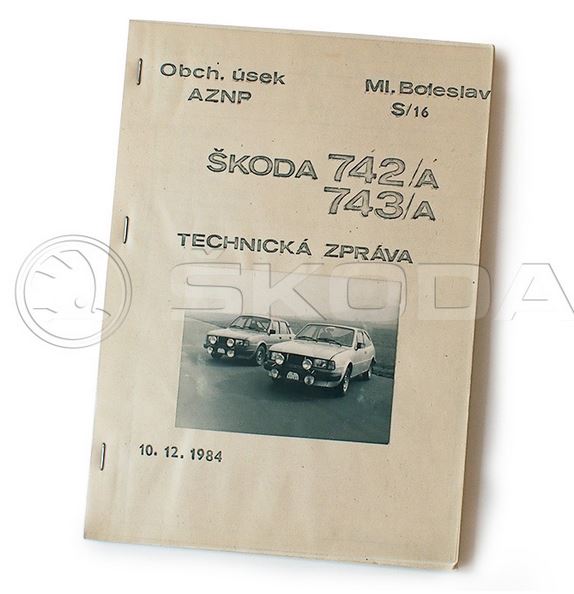 Obch. úsek
AZNP
Ml. Boleslav
S/16
ŠKODA 742/A
743/A
TECHNICKÁ ZPRÁVA
ŠKODA
10. 12. 1984